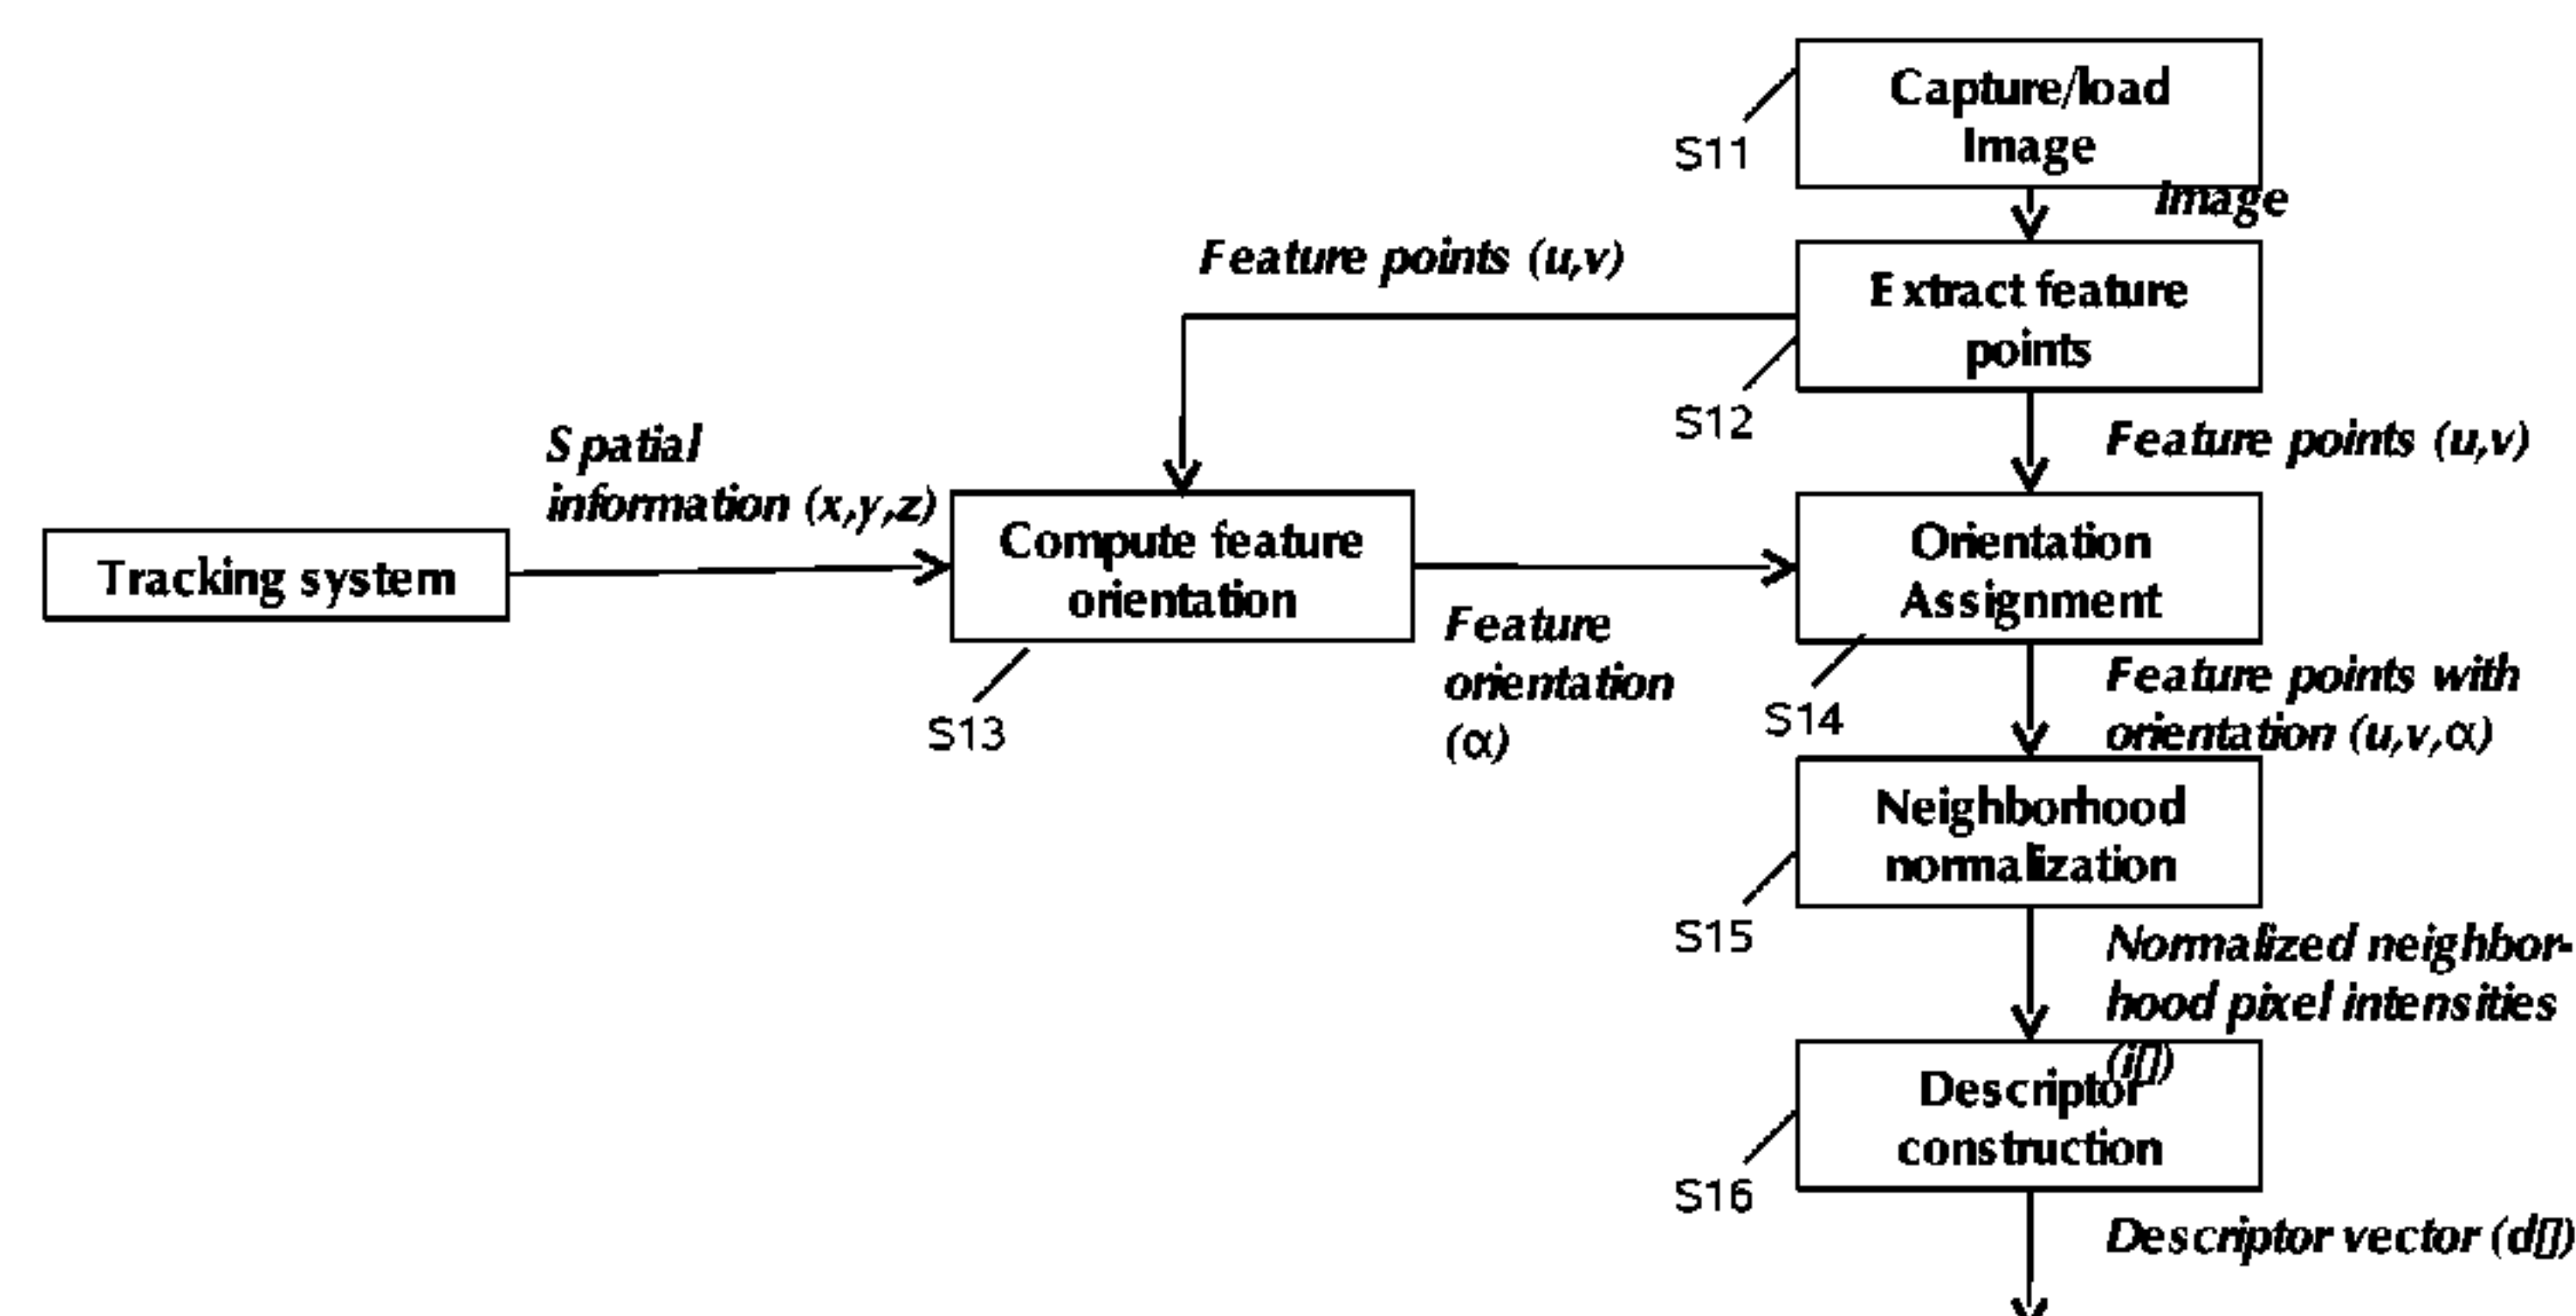 Capture/load
Image
S11
Image
Feature points (u,v)
Extract feature
points
S12
Feature points (u,v)
Spatial
information (x,y,z)
Tracking system
Compute feature
orientation
S13
Feature
orientation
(α)
Orientation
Assignment
S14
Feature points with
orientation (u,v,α)
Neighborhood
normalization
S15
Normalized neighbor-
hood pixel intensities
(i[])
Descriptor
construction
S16
Descriptor vector (d[])